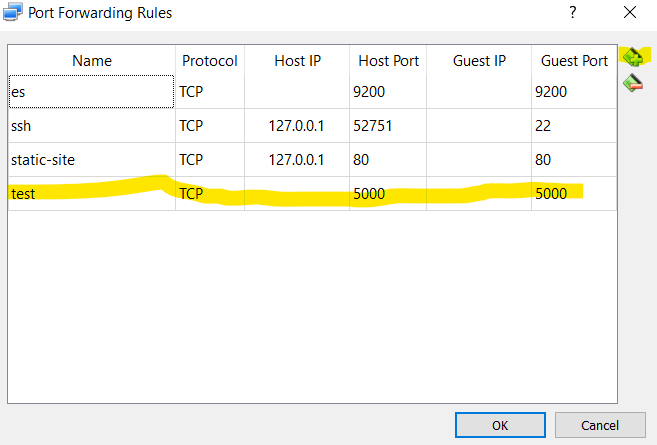 Port Forwarding Rules ?
Name Protocol Host IP Host Port Guest IP Guest Port
es TCP 9200 9200
ssh TCP 127.0.0.1 52751 22
static-site TCP 127.0.0.1 80 80
test TCP 5000 5000
OK Cancel